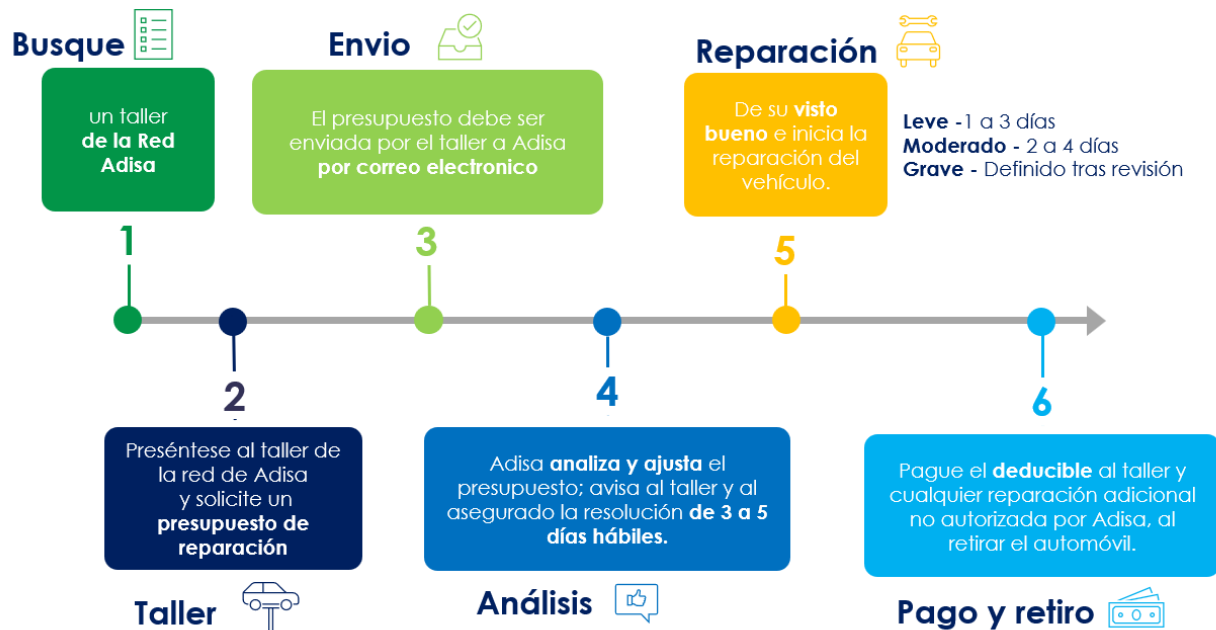 Busque
un taller
de la Red
Adisa
1
2
Preséntese al taller de
la red de Adisa
y solicite un
presupuesto de
reparación
Taller
Envio
El presupuesto debe ser
enviada por el taller a Adisa
por correo electronico
3
4
Adisa analiza y ajusta el
presupuesto; avisa al taller y al
asegurado la resolución de 3 a 5
días hábiles.
Análisis
Reparación
De su visto
bueno e inicia la
reparación del
vehículo.
Leve -1 a 3 días
Moderado - 2 a 4 días
Grave - Definido tras revisión
5
6
Pague el deducible al taller y
cualquier reparación adicional
no autorizada por Adisa, al
retirar el automóvil.
Pago y retiro